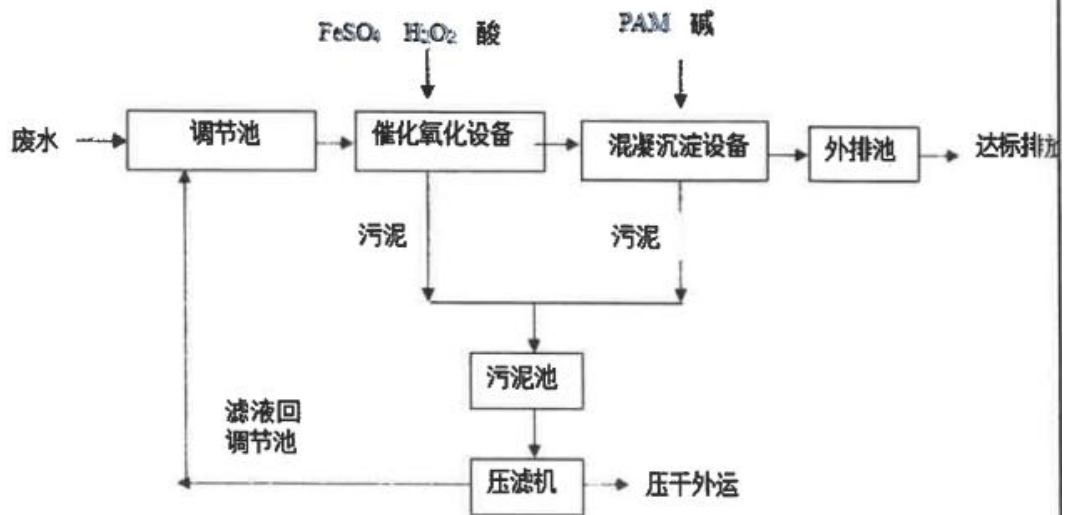 FeSO₄ H₂O₂ 酸
PAM 碱
废水
调节池
催化氧化设备
混凝沉淀设备
外排池
达标排放
污泥
污泥
污泥池
滤液回
调节池
压滤机
压干外运